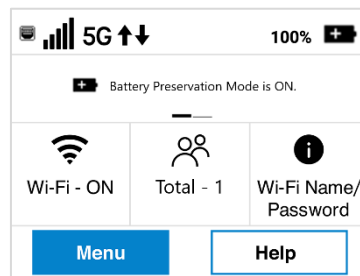 5G 100%
Battery Preservation Mode is ON.
Wi-Fi - ON
Total - 1
Wi-Fi Name/
Password
Menu
Help